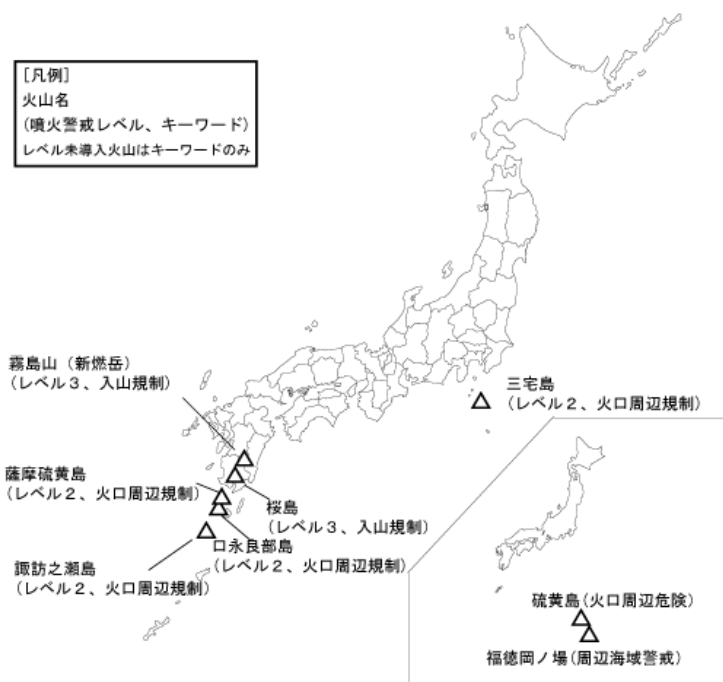 [凡例]
火山名
(噴火警戒レベル、キーワード)
レベル未導入火山はキーワードのみ
霧島山（新燃岳）
（レベル３、入山規制）
三宅島
（レベル２、火口周辺規制）
薩摩硫黄島
（レベル２、火口周辺規制）
桜島
（レベル３、入山規制）
口永良部島
（レベル２、火口周辺規制）
諏訪之瀬島
（レベル２、火口周辺規制）
硫黄島(火口周辺危険)
福徳岡ノ場(周辺海域警戒)